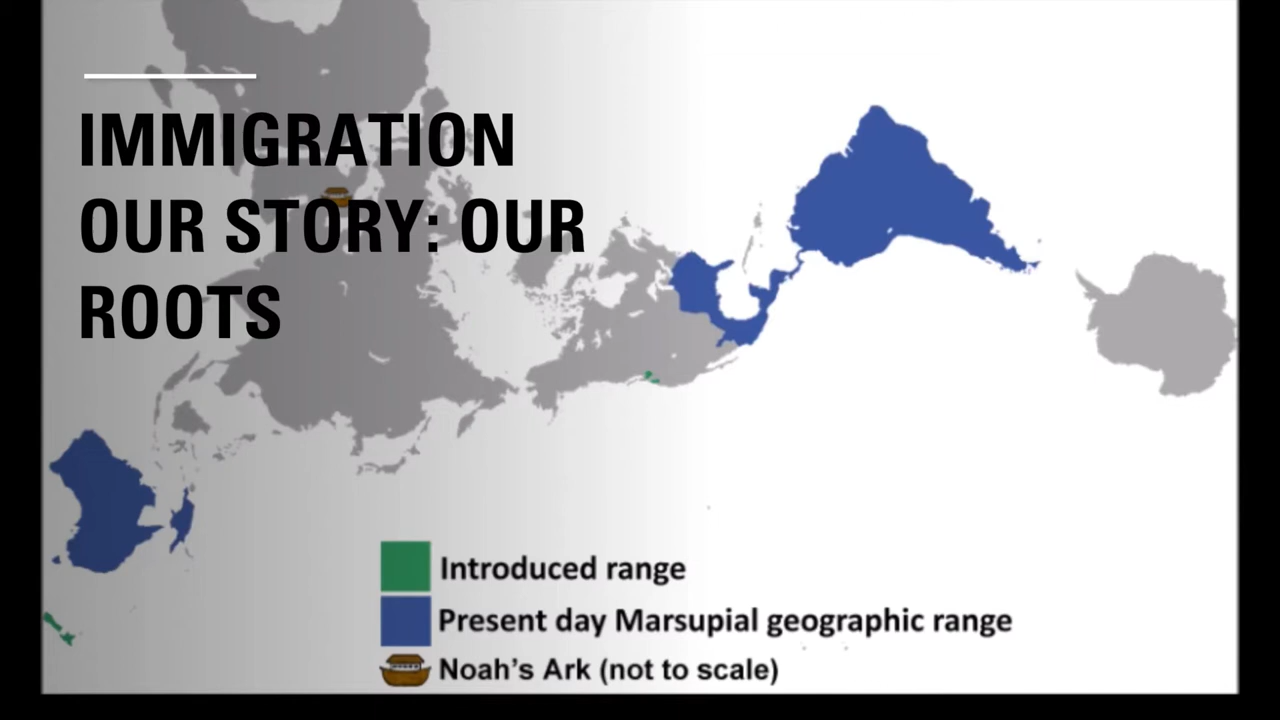 IMMIGRATION
OUR STORY: OUR
ROOTS
Introduced range
Present day Marsupial geographic range
Noah's Ark (not to scale)